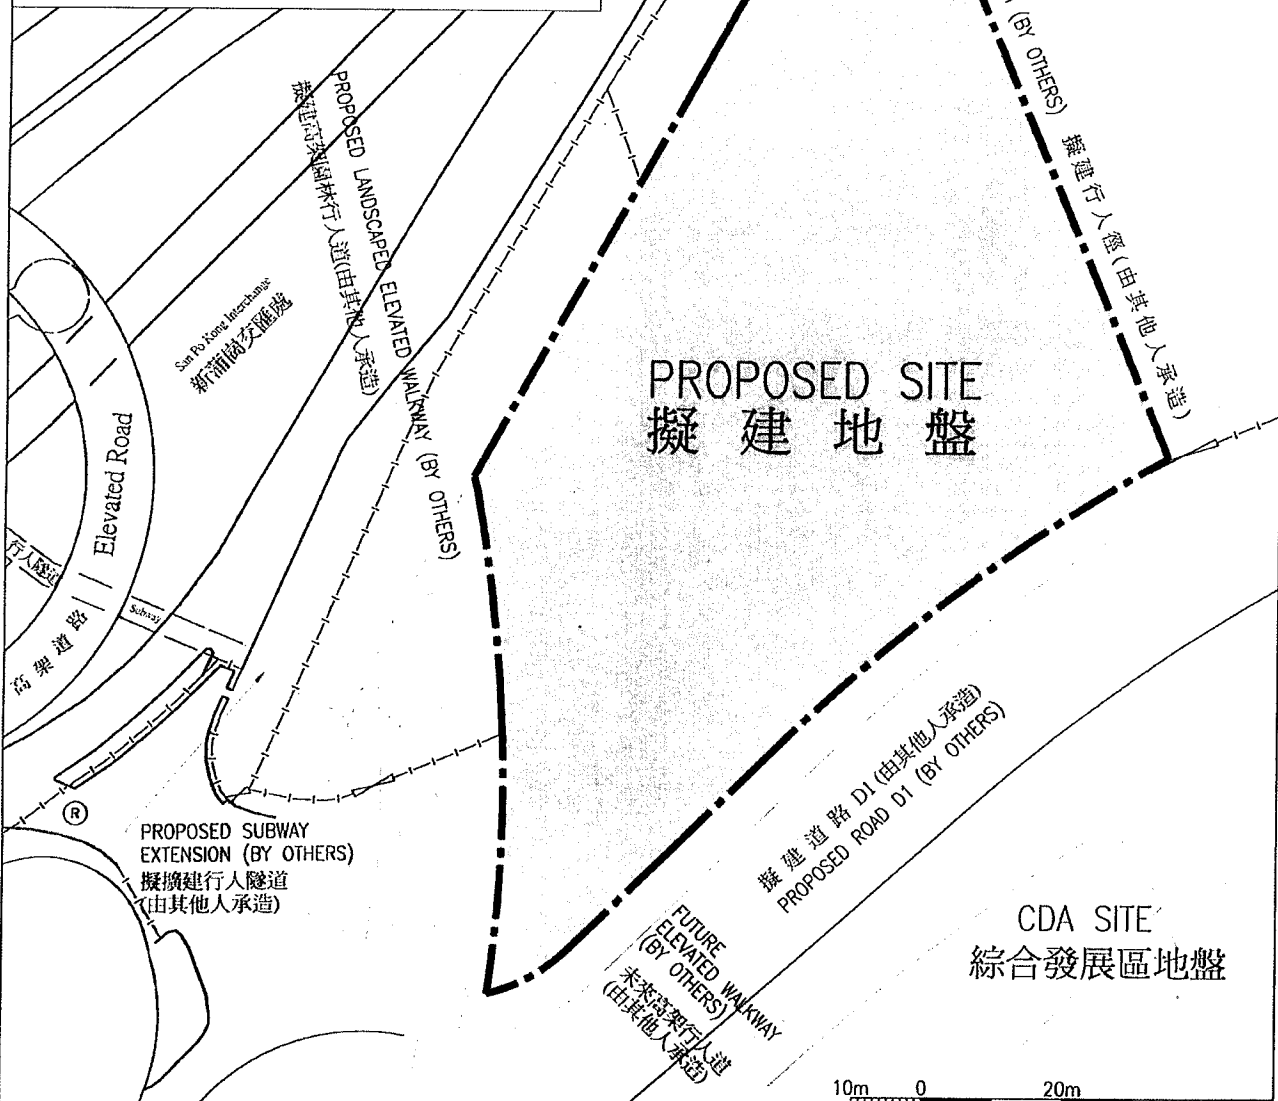 (BY OTHERS)
擬建行人徑(由其他人承造)
PROPOSED LANDSCAPED ELEVATED WALKWAY (BY OTHERS)
擬建高架園林行人道(由其他人承造)
San Po Kong Interchange
新蒲崗交匯處
PROPOSED SITE
擬建地盤
Elevated Road
高架道路
行人隧道
Subway
R
PROPOSED SUBWAY
EXTENSION (BY OTHERS)
擬擴建行人隧道
(由其他人承造)
擬建道路 D1 (由其他人承造)
PROPOSED ROAD D1 (BY OTHERS)
FUTURE
ELEVATED WALKWAY
(BY OTHERS)
未來高架行人道
(由其他人承造)
CDA SITE
綜合發展區地盤
10m 0 20m